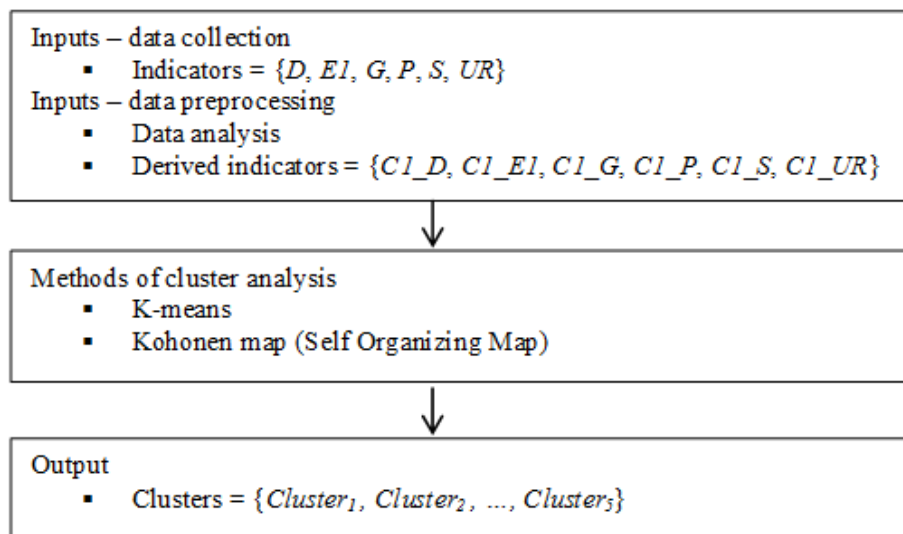 Inputs – data collection
▪ Indicators = {D, E1, G, P, S, UR}
Inputs – data preprocessing
▪ Data analysis
▪ Derived indicators = {C1_D, C1_E1, C1_G, C1_P, C1_S, C1_UR}
Methods of cluster analysis
▪ K-means
▪ Kohonen map (Self Organizing Map)
Output
▪ Clusters = {Cluster₁, Cluster₂, ..., Cluster₅}